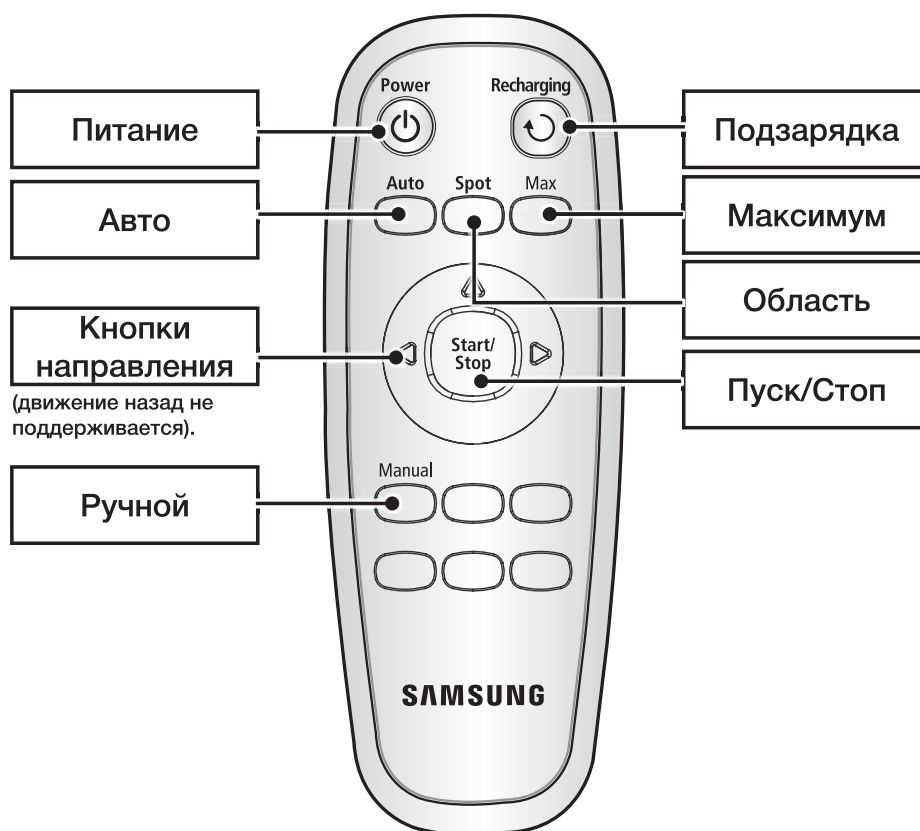 Power
Recharging
Питание
Подзарядка
Auto
Spot
Max
Авто
Максимум
Область
Кнопки
направления
(движение назад не
поддерживается).
Start/
Stop
Пуск/Стоп
Manual
Ручной
SAMSUNG